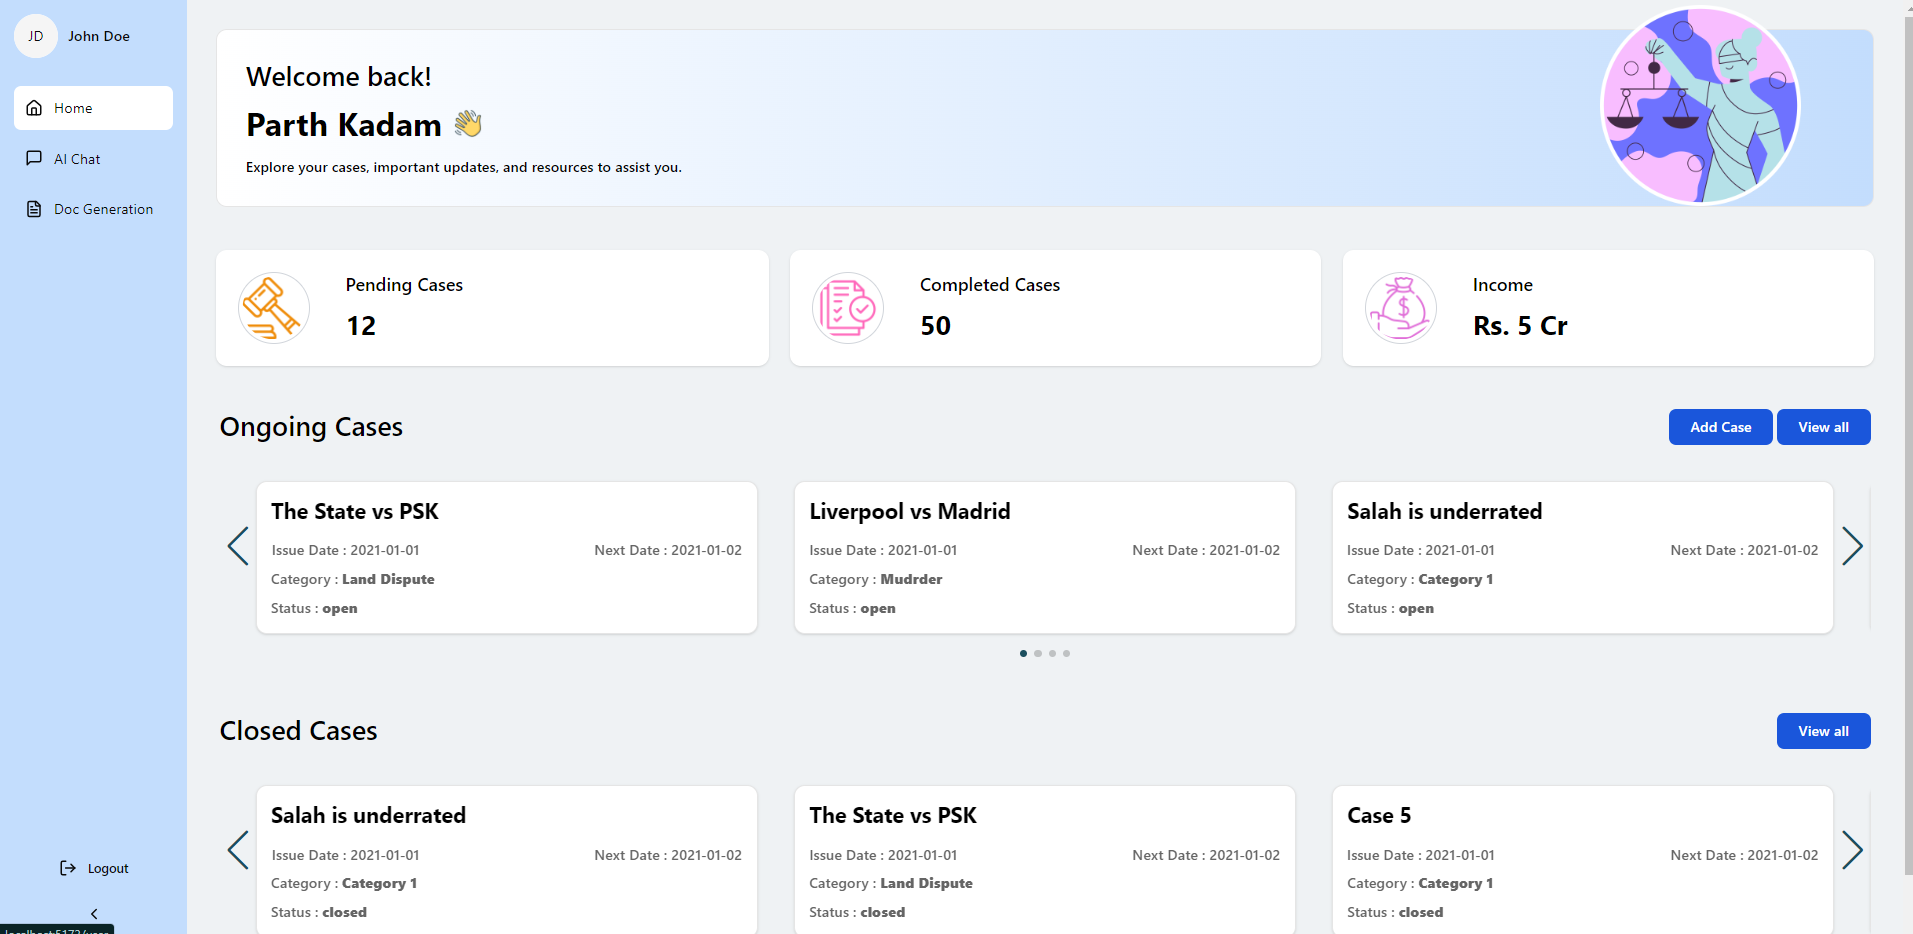 JD John Doe
Home
AI Chat
Doc Generation
Logout
Welcome back!
Parth Kadam 👋
Explore your cases, important updates, and resources to assist you.
Pending Cases
12
Completed Cases
50
Income
Rs. 5 Cr
Ongoing Cases
Add Case View all
The State vs PSK
Issue Date : 2021-01-01 Next Date : 2021-01-02
Category : Land Dispute
Status : open
Liverpool vs Madrid
Issue Date : 2021-01-01 Next Date : 2021-01-02
Category : Mudrder
Status : open
Salah is underrated
Issue Date : 2021-01-01 Next Date : 2021-01-02
Category : Category 1
Status : open
Closed Cases
View all
Salah is underrated
Issue Date : 2021-01-01 Next Date : 2021-01-02
Category : Category 1
Status : closed
The State vs PSK
Issue Date : 2021-01-01 Next Date : 2021-01-02
Category : Land Dispute
Status : closed
Case 5
Issue Date : 2021-01-01 Next Date : 2021-01-02
Category : Category 1
Status : closed